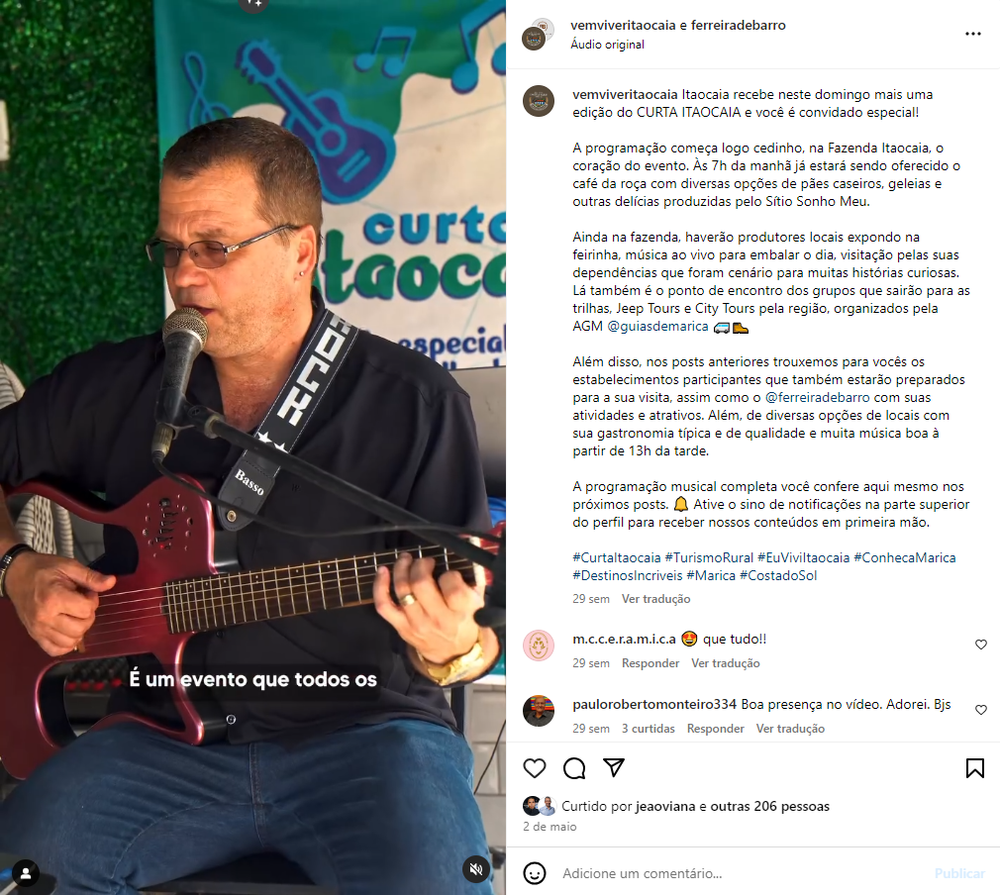 curto
Itaoca
especial
Basso
É um evento que todos os
vemviveritaocaia e ferreiradebarro
Áudio original
vemviveritaocaia Itaocaia recebe neste domingo mais uma
edição do CURTA ITAOCAIA e você é convidado especial!
A programação começa logo cedinho, na Fazenda Itaocaia, o
coração do evento. Às 7h da manhã já estará sendo oferecido o
café da roça com diversas opções de pães caseiros, geleias e
outras delícias produzidas pelo Sítio Sonho Meu.
Ainda na fazenda, haverão produtores locais expondo na
feirinha, música ao vivo para embalar o dia, visitação pelas suas
dependências que foram cenário para muitas histórias curiosas.
Lá também é o ponto de encontro dos grupos que sairão para as
trilhas, Jeep Tours e City Tours pela região, organizados pela
AGM @guiasdemarica 🚐🥾
Além disso, nos posts anteriores trouxemos para vocês os
estabelecimentos participantes que também estarão preparados
para a sua visita, assim como o @ferreiradebarro com suas
atividades e atrativos. Além, de diversas opções de locais com
sua gastronomia típica e de qualidade e muita música boa à
partir de 13h da tarde.
A programação musical completa você confere aqui mesmo nos
próximos posts. 🔔 Ative o sino de notificações na parte superior
do perfil para receber nossos conteúdos em primeira mão.
#CurtaItaocaia #TurismoRural #EuViviItaocaia #ConhecaMarica
#DestinosIncriveis #Marica #CostadoSol
29 sem Ver tradução
m.c.c.e.r.a.m.i.c.a 🤩 que tudo!!
29 sem Responder Ver tradução
paulorobertomonteiro334 Boa presença no vídeo. Adorei. Bjs
29 sem 3 curtidas Responder Ver tradução
Curtido por jeaoviana e outras 206 pessoas
2 de maio
Adicione um comentário...
Publicar